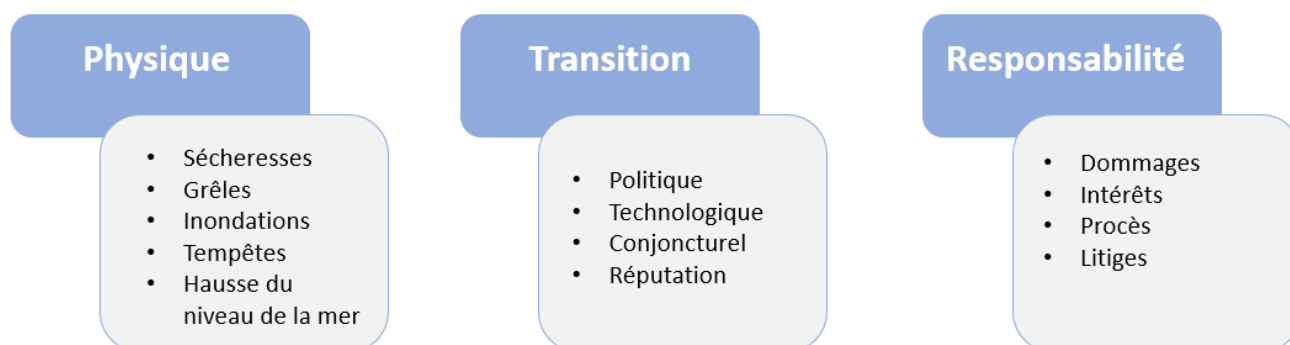 Physique
• Sécheresses
• Grêles
• Inondations
• Tempêtes
• Hausse du
niveau de la mer
Transition
• Politique
• Technologique
• Conjoncturel
• Réputation
Responsabilité
• Dommages
• Intérêts
• Procès
• Litiges